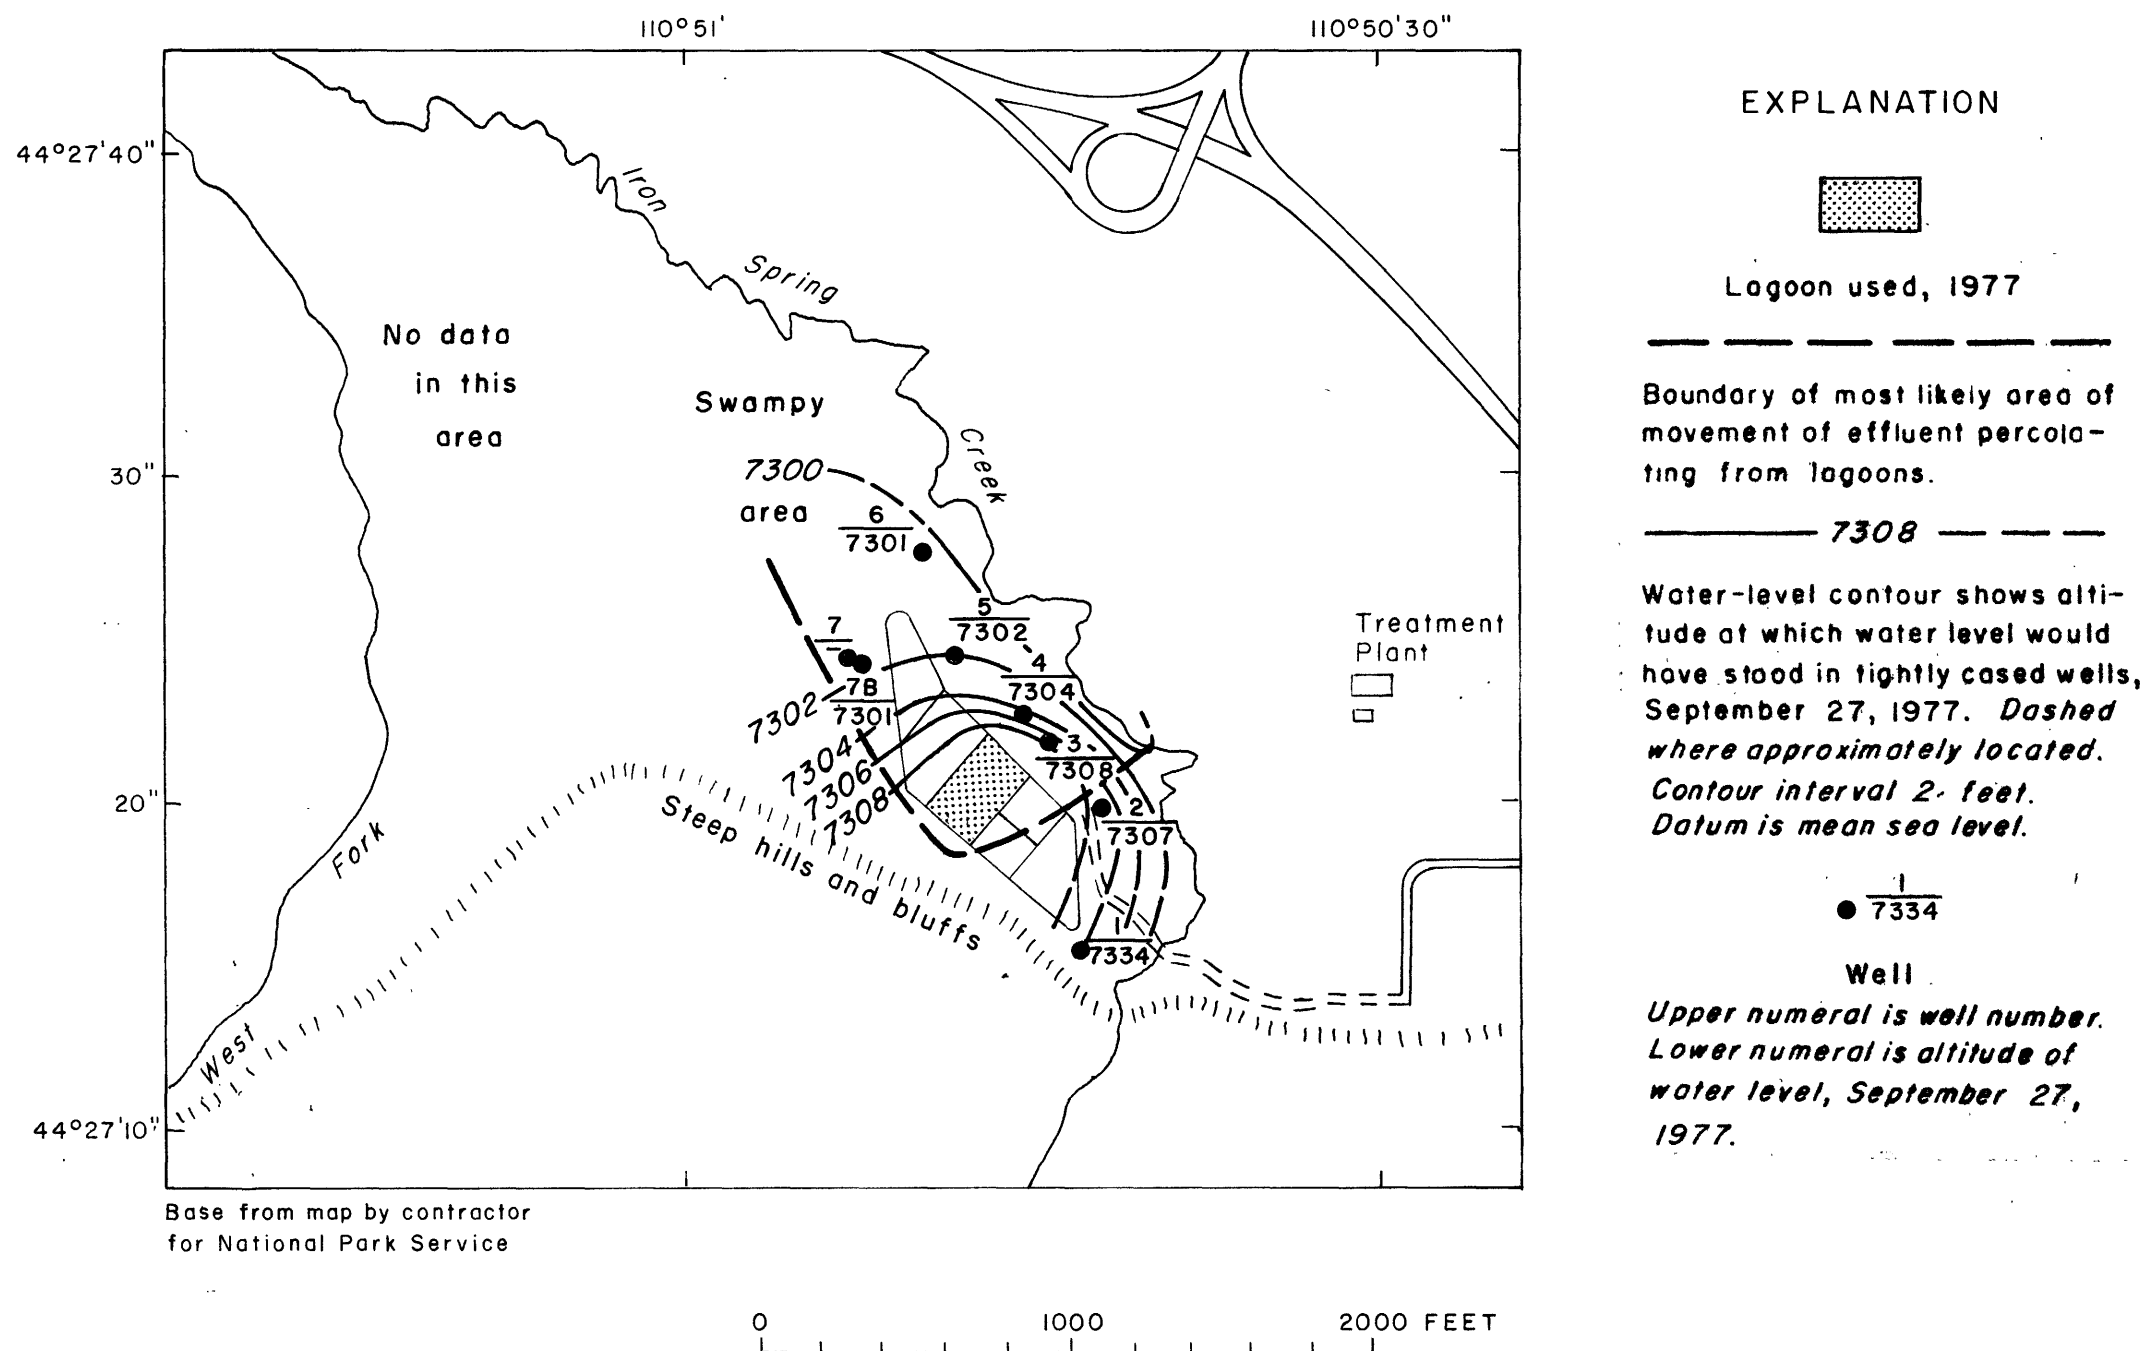 110°51'
110°50'30"
44°27'40"
30"
20"
44°27'10"
Iron
Spring
Creek
No data
in this
area
Swampy
area
7300
6
7301
5
7302
7
—
4
7304
7B
7301
7302
7304
7306
7308
3
7308
2
7307
7334
Treatment
Plant
Steep hills and bluffs
West
Fork
Base from map by contractor
for National Park Service
0 1000 2000 FEET
EXPLANATION
Lagoon used, 1977
Boundary of most likely area of
movement of effluent percola-
ting from lagoons.
7308
Water-level contour shows alti-
tude at which water level would
have stood in tightly cased wells,
September 27, 1977. Dashed
where approximately located.
Contour interval 2 feet.
Datum is mean sea level.
1
7334
Well
Upper numeral is well number.
Lower numeral is altitude of
water level, September 27,
1977.